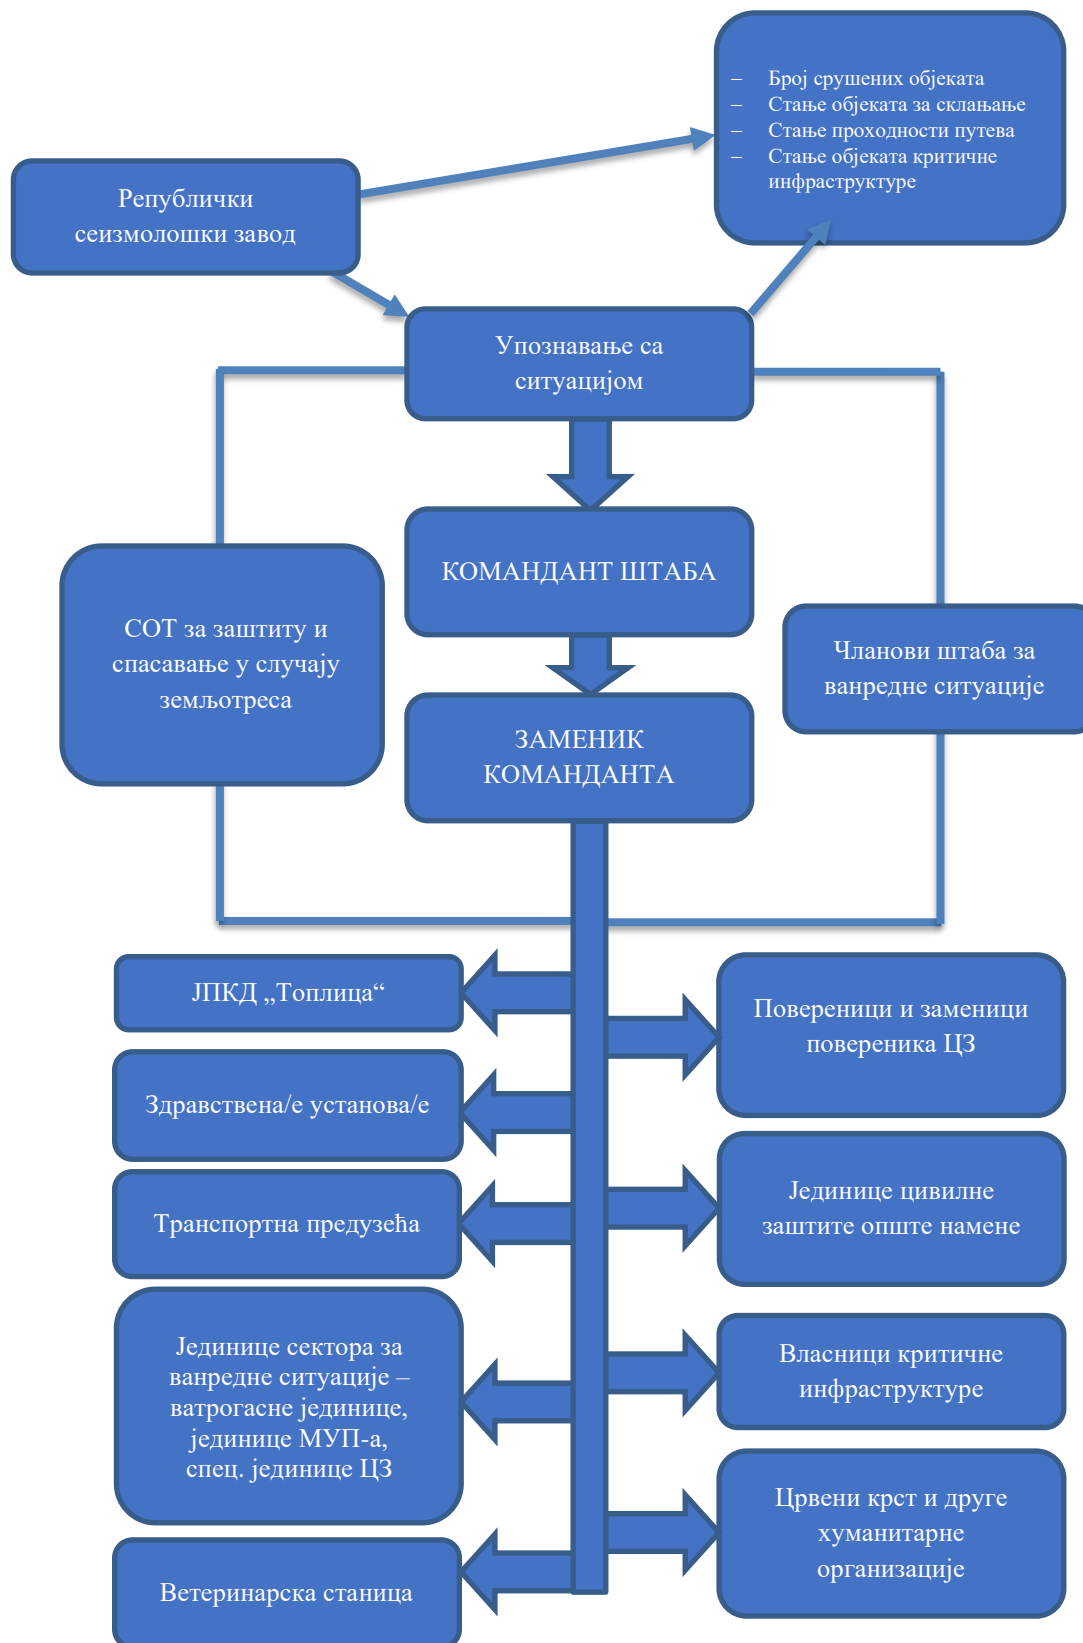 – Број срушених објеката
– Стање објеката за склањање
– Стање проходности путева
– Стање објеката критичне
инфраструктуре
Републички
сеизмолошки завод
Упознавање са
ситуацијом
КОМАНДАНТ ШТАБА
СОТ за заштиту и
спасавање у случају
земљотреса
Чланови штаба за
ванредне ситуације
ЗАМЕНИК
КОМАНДАНТА
ЈПКД „Топлица“
Повереници и заменици
повереника ЦЗ
Здравствена/е установа/е
Јединице цивилне
заштите опште намене
Транспортна предузећа
Јединице сектора за
ванредне ситуације –
ватрогасне јединице,
јединице МУП-а,
спец. јединице ЦЗ
Власници критичне
инфраструктуре
Црвени крст и друге
хуманитарне
организације
Ветеринарска станица